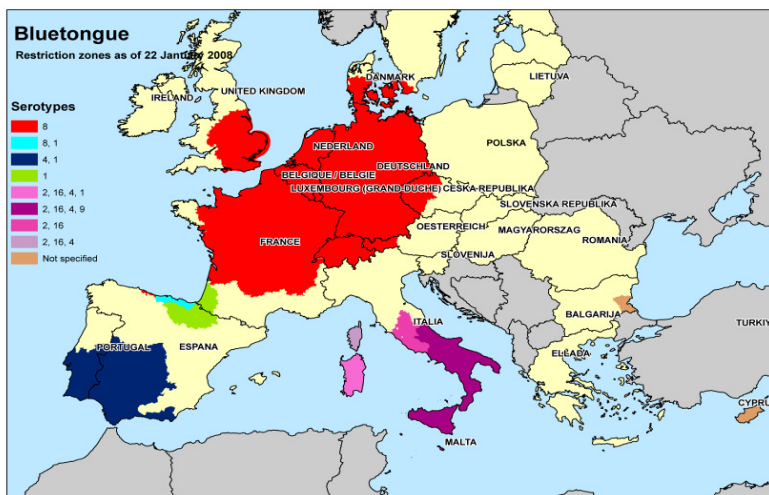 Bluetongue
Restriction zones as of 22 January 2008
Serotypes
8
8, 1
4, 1
1
2, 16, 4, 1
2, 16, 4, 9
2, 16
2, 16, 4
Not specified
IRELAND
UNITED KINGDOM
DANMARK
LIETUVA
NEDERLAND
POLSKA
DEUTSCHLAND
BELGIQUE / BELGIE
LUXEMBOURG (GRAND-DUCHE)
CESKA REPUBLIKA
SLOVENSKA REPUBLIKA
OESTERREICH
MAGYARORSZAG
FRANCE
ROMANIA
SLOVENIJA
ITALIA
BALGARIJA
TURKIY
PORTUGAL
ESPANA
ELLADA
CYPRU
MALTA